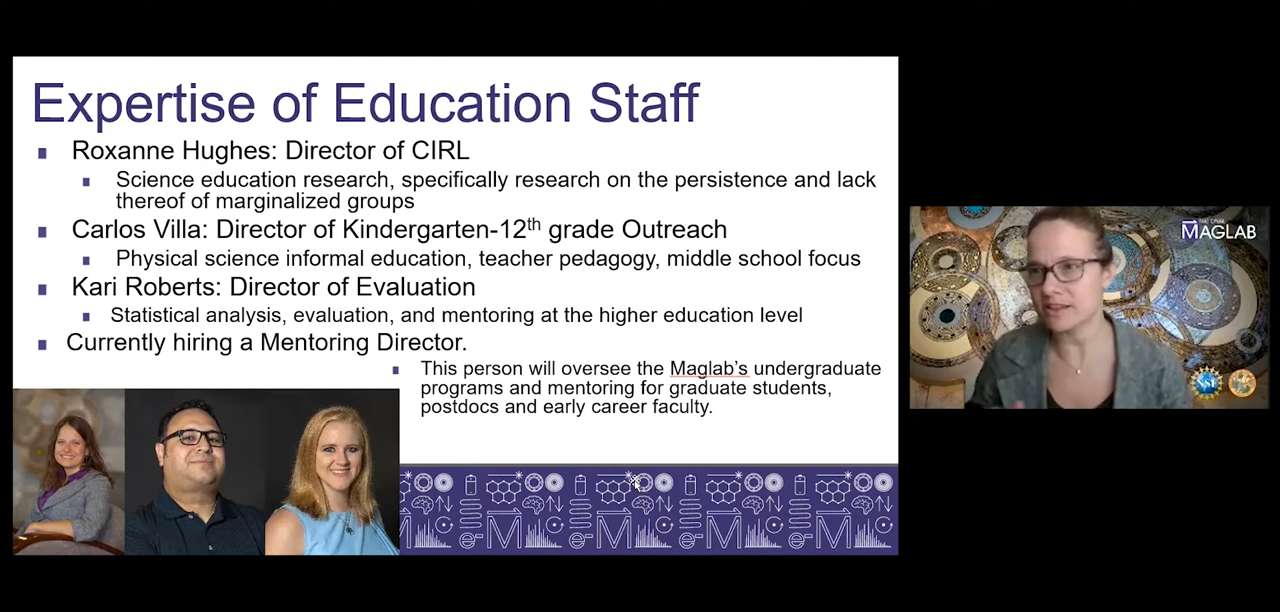 Expertise of Education Staff
Roxanne Hughes: Director of CIRL
Science education research, specifically research on the persistence and lack
thereof of marginalized groups
Carlos Villa: Director of Kindergarten-12th grade Outreach
Physical science informal education, teacher pedagogy, middle school focus
Kari Roberts: Director of Evaluation
Statistical analysis, evaluation, and mentoring at the higher education level
Currently hiring a Mentoring Director.
This person will oversee the Maglab's undergraduate
programs and mentoring for graduate students,
postdocs and early career faculty.
NATIONAL
MAGLAB
NSF
M e- M e- M e- M e- M